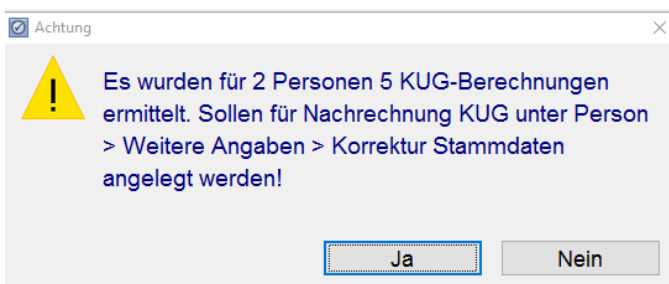 Achtung
Es wurden für 2 Personen 5 KUG-Berechnungen
ermittelt. Sollen für Nachrechnung KUG unter Person
> Weitere Angaben > Korrektur Stammdaten
angelegt werden!
Ja
Nein